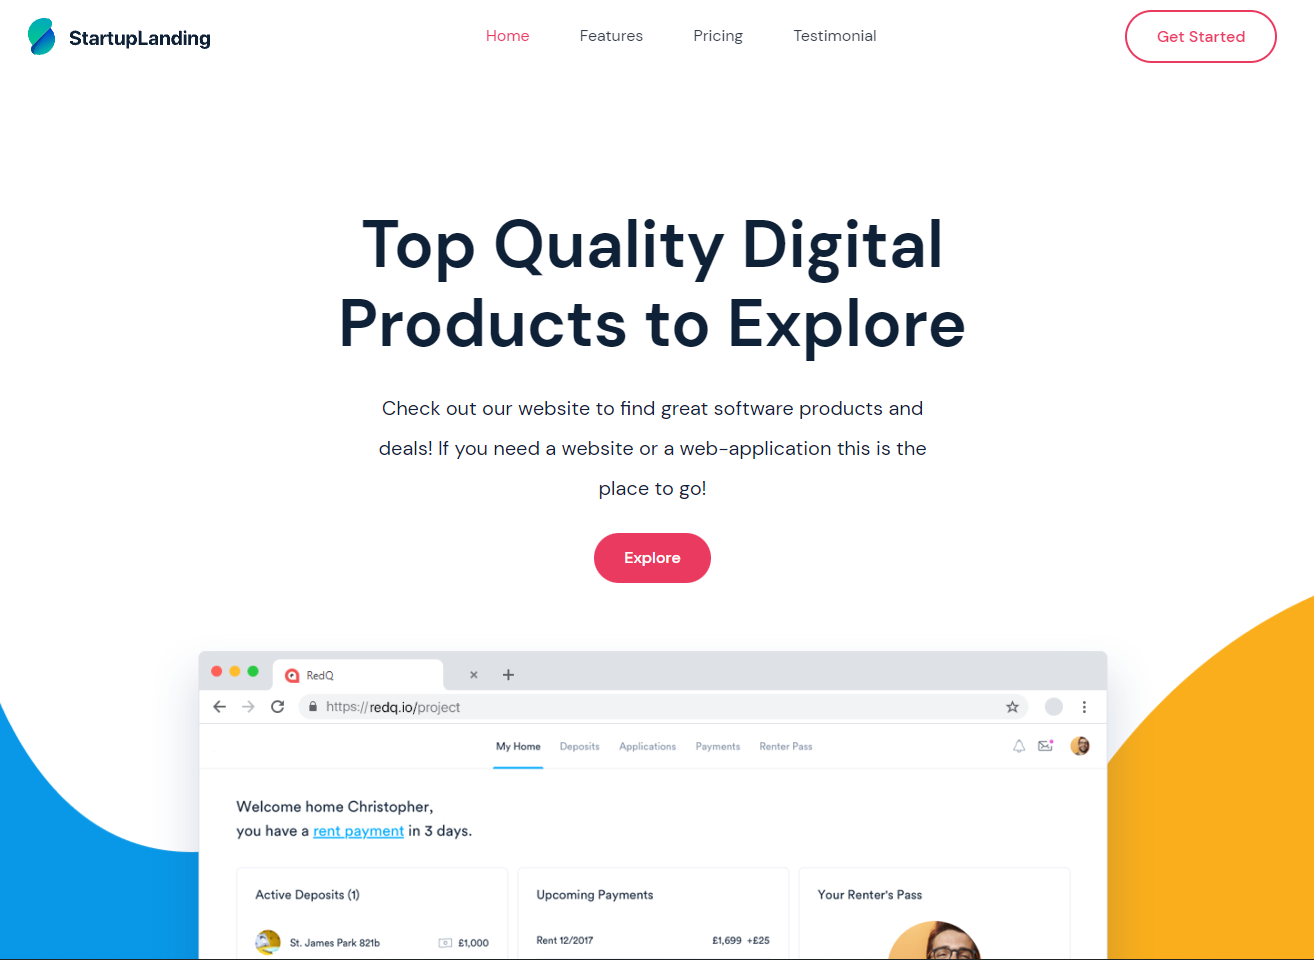 StartupLanding
Home Features Pricing Testimonial
Get Started
Top Quality Digital
Products to Explore
Check out our website to find great software products and
deals! If you need a website or a web-application this is the
place to go!
Explore
RedQ
https://redq.io/project
My Home Deposits Applications Payments Renter Pass
Welcome home Christopher,
you have a rent payment in 3 days.
Active Deposits (1)
St. James Park 821b £1,000
Upcoming Payments
Rent 12/2017 £1,699 +£25
Your Renter's Pass